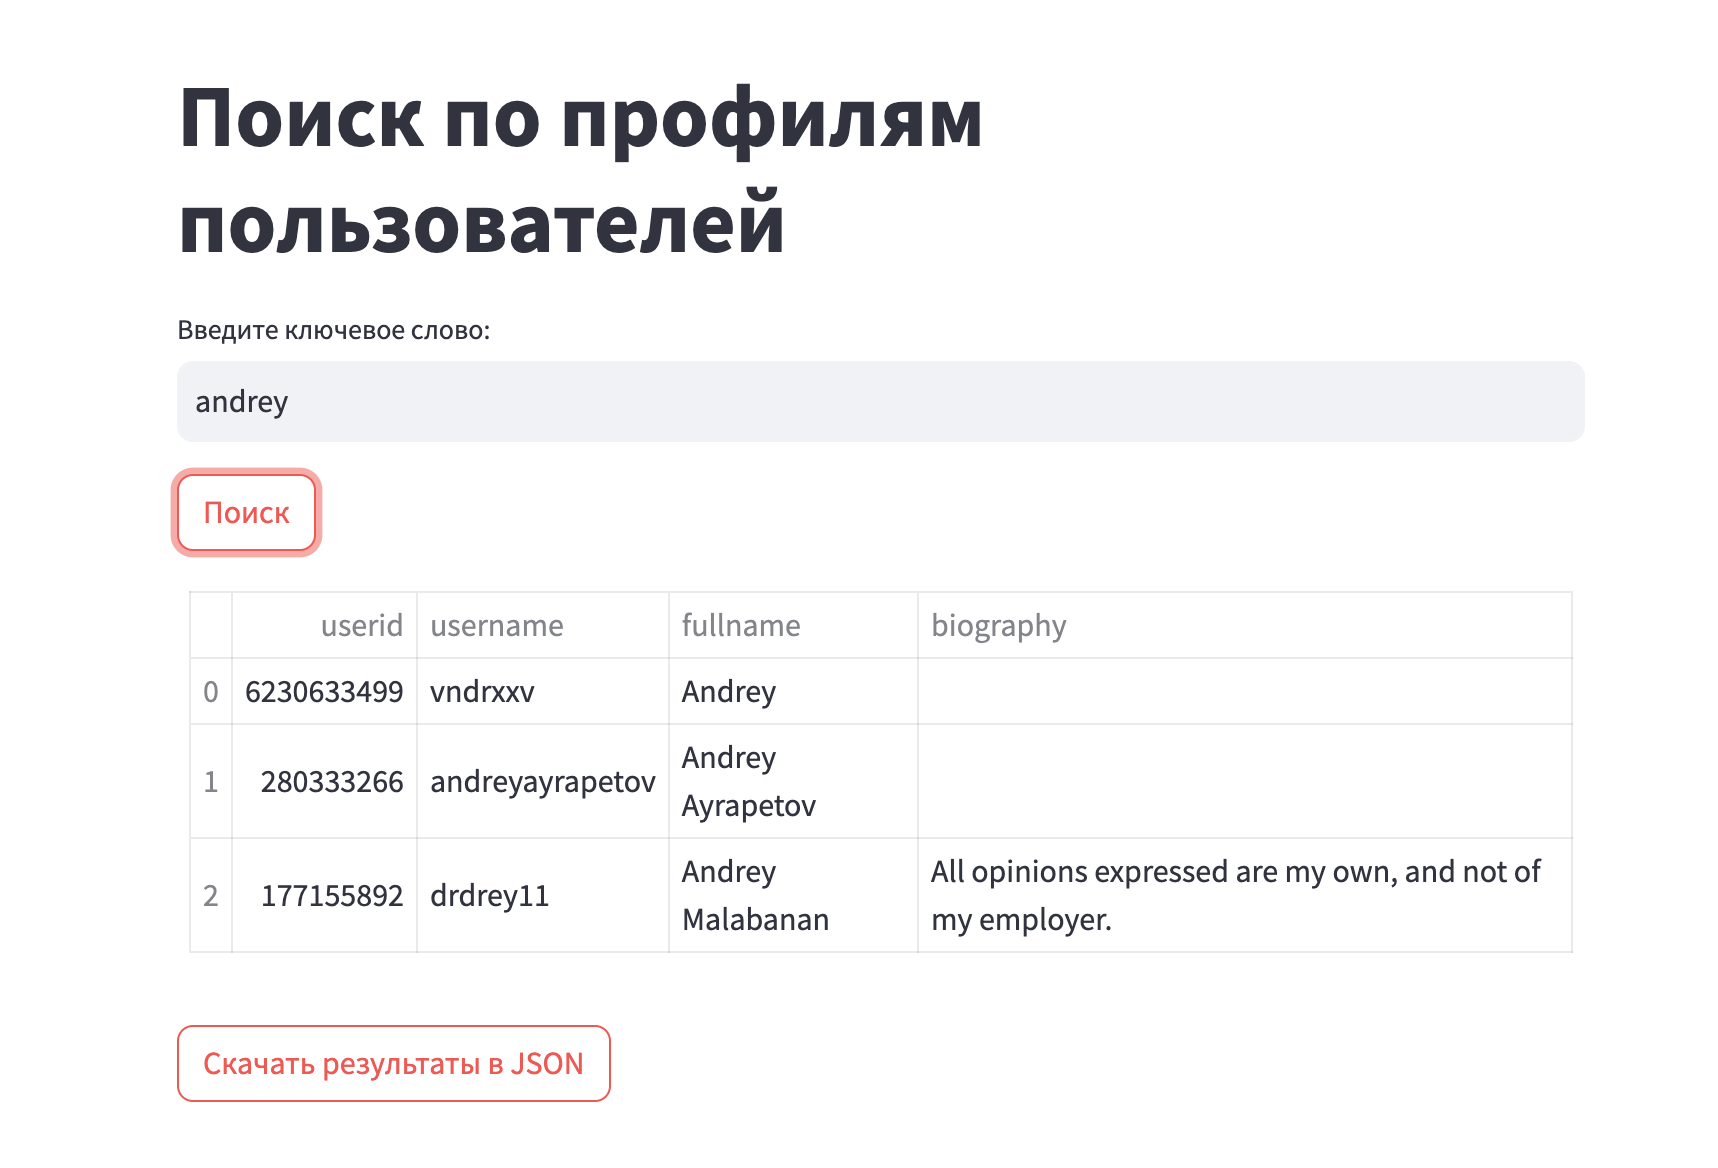 Поиск по профилям
пользователей
Введите ключевое слово:
andrey
Поиск
userid username fullname biography
0 6230633499 vndrxxv Andrey
1 280333266 andreyayrapetov Andrey
Ayrapetov
2 177155892 drdrey11 Andrey
Malabanan All opinions expressed are my own, and not of
my employer.
Скачать результаты в JSON